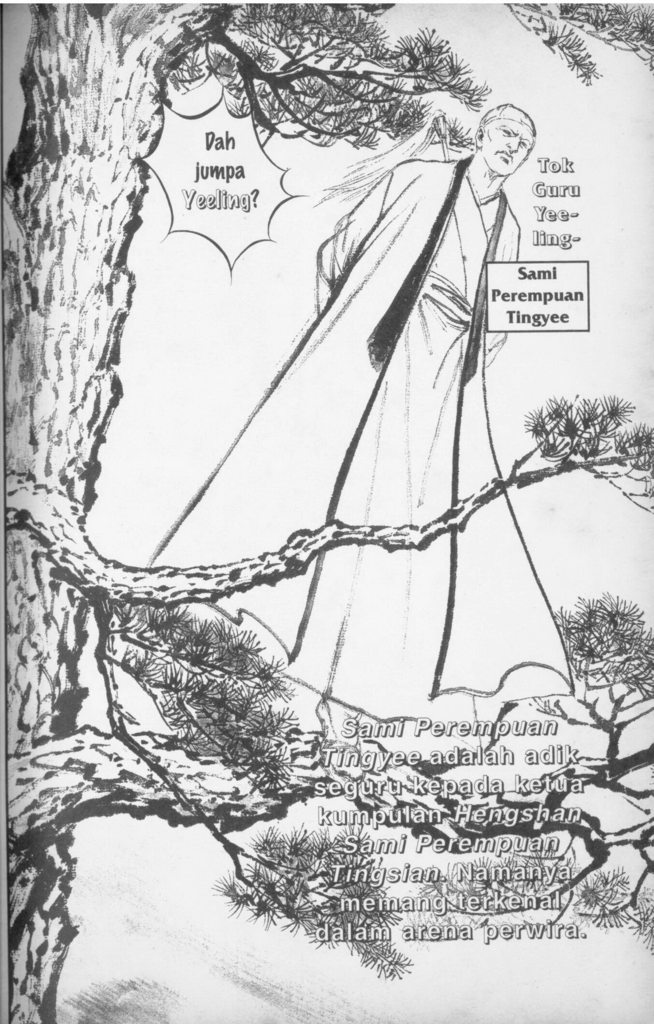 Dah
jumpa
Yeeling?
Tok
Guru
Yee-
ling-
Sami
Perempuan
Tingyee
Sami Perempuan
Tingyee adalah adik
seguru kepada ketua
kumpulan Hengshan
Sami Perempuan
Tingsian. Namanya
memang terkenal
dalam arena perwira.